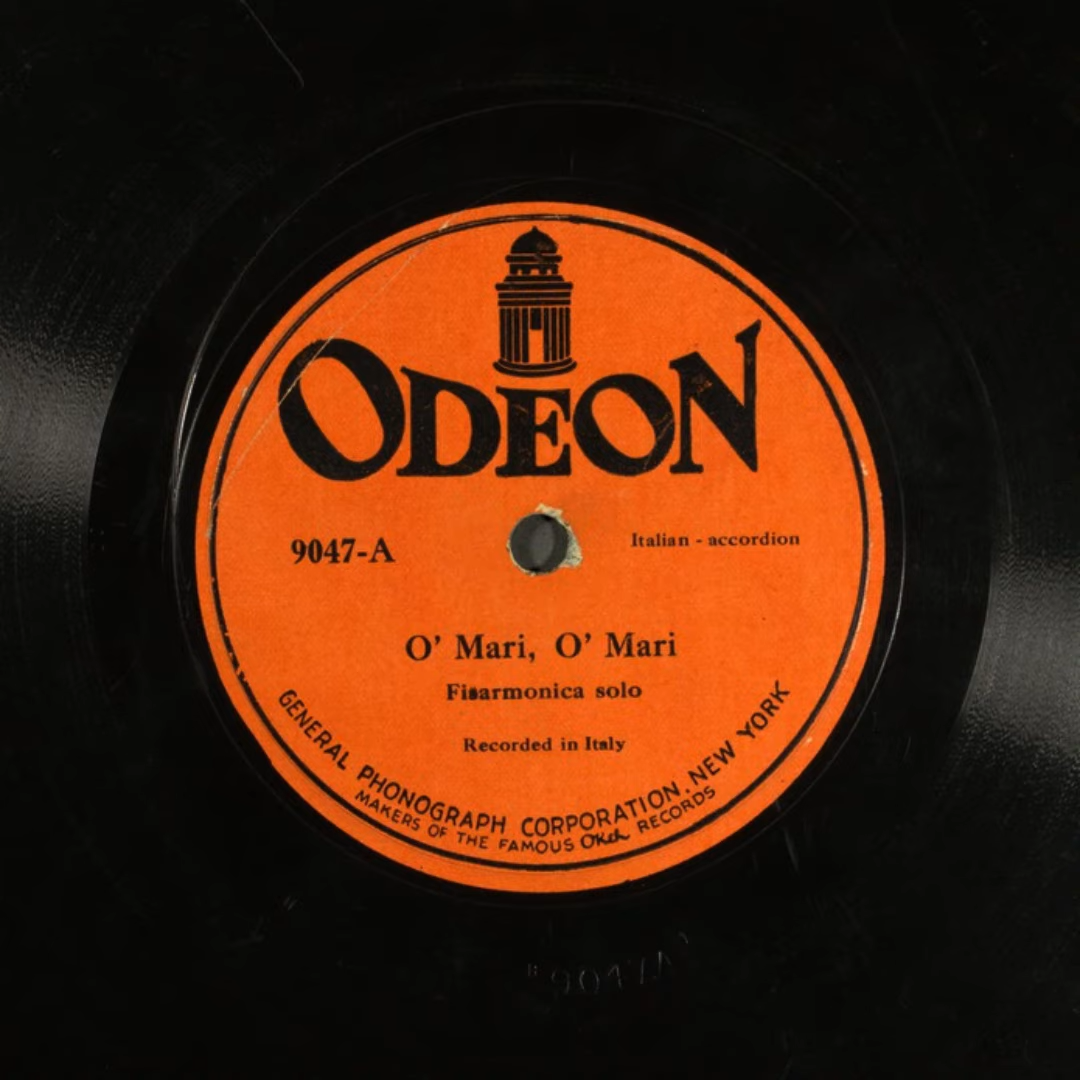 ODEON
9047-A
Italian - accordion
O' Mari, O' Mari
Fisarmonica solo
Recorded in Italy
GENERAL PHONOGRAPH CORPORATION. NEW YORK
MAKERS OF THE FAMOUS OKeh RECORDS
9047A